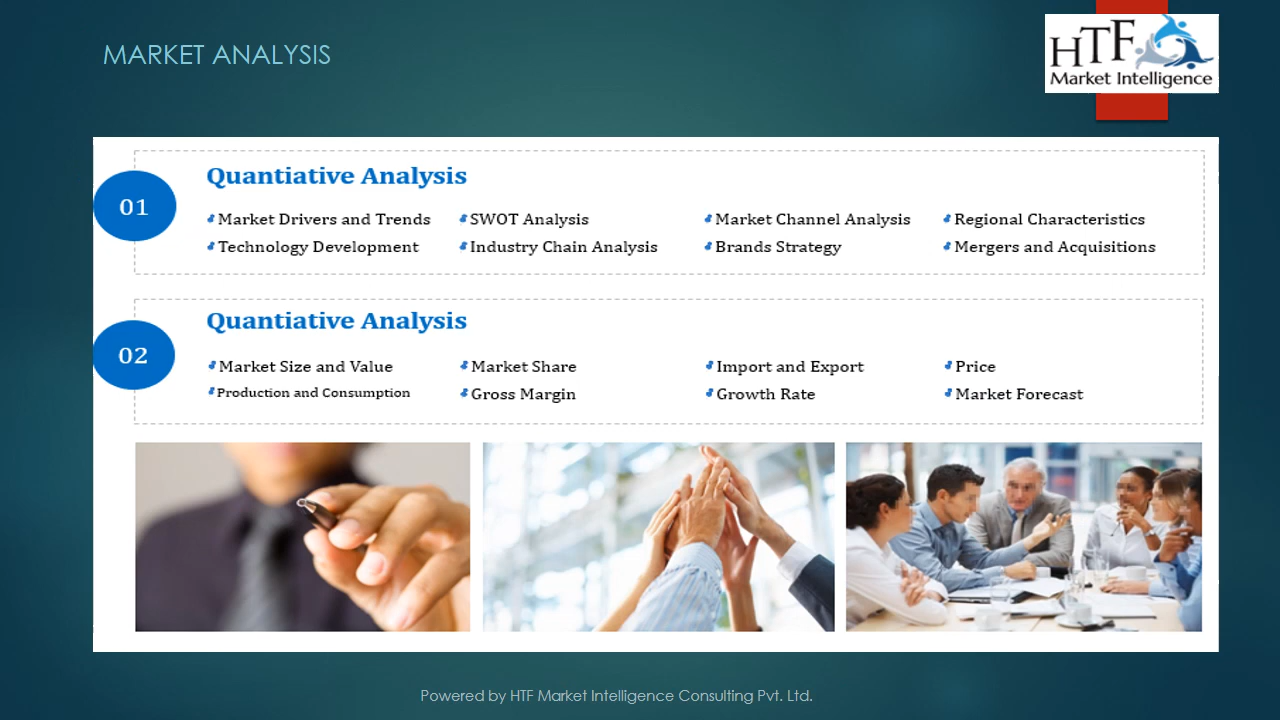 MARKET ANALYSIS
HTF
Market Intelligence
01
Quantiative Analysis
Market Drivers and Trends SWOT Analysis Market Channel Analysis Regional Characteristics
Technology Development Industry Chain Analysis Brands Strategy Mergers and Acquisitions
02
Quantiative Analysis
Market Size and Value Market Share Import and Export Price
Production and Consumption Gross Margin Growth Rate Market Forecast
Powered by HTF Market Intelligence Consulting Pvt. Ltd.